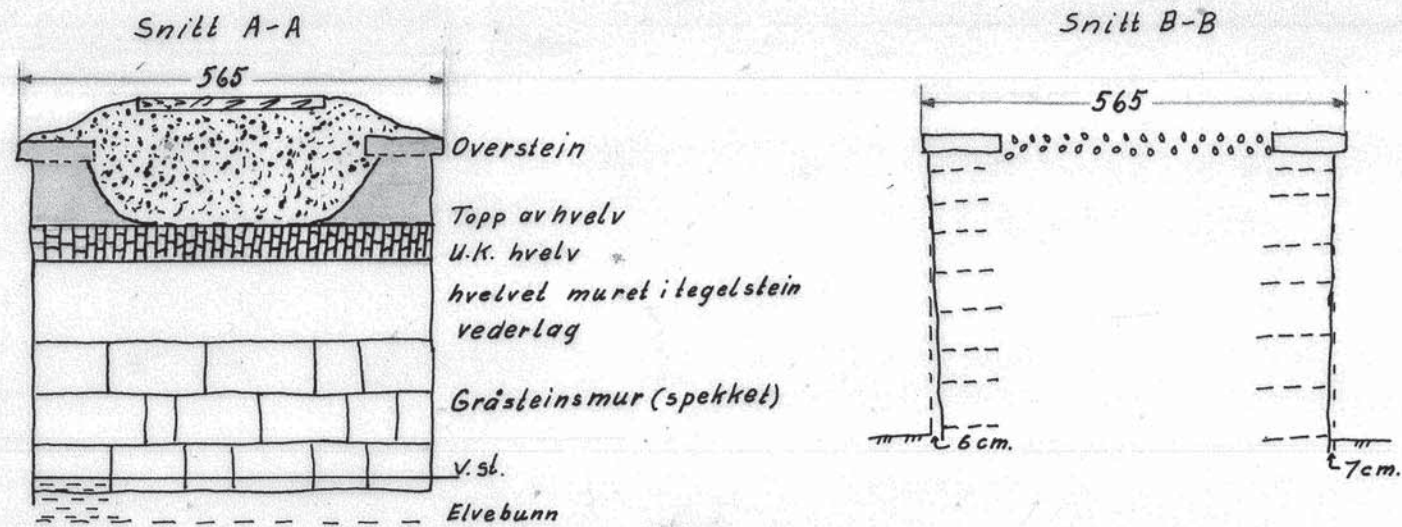 Snitt A-A
565
Overstein
Topp av hvelv
U.K. hvelv
hvelvet muret i tegelstein
vederlag
Gråsteinsmur (spekket)
V.st.
Elvebunn
Snitt B-B
565
6 cm.
7 cm.